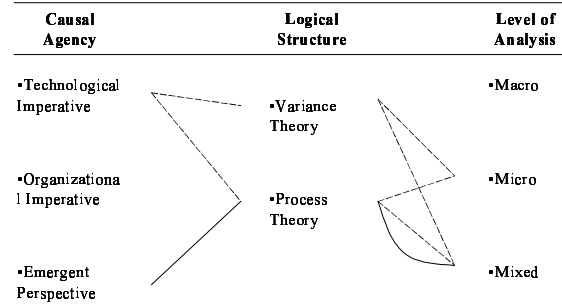 Causal
Agency
Logical
Structure
Level of
Analysis
▪Technological
Imperative
▪Variance
Theory
▪Macro
▪Organizationa
l Imperative
▪Process
Theory
▪Micro
▪Emergent
Perspective
▪Mixed